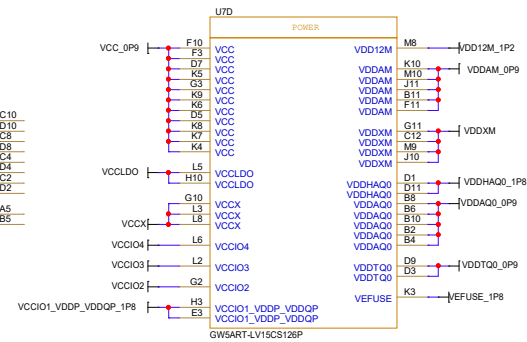 U7D
POWER
VCC_0P9
F10 VCC
F3 VCC
D7 VCC
K5 VCC
G3 VCC
K9 VCC
K6 VCC
D5 VCC
K8 VCC
K7 VCC
K4 VCC
VCCLDO
L5 VCCLDO
H10 VCCLDO
VCCX
G10 VCCX
L3 VCCX
L8 VCCX
VCCIO4 L6 VCCIO4
VCCIO3 L2 VCCIO3
VCCIO2 G2 VCCIO2
VCCIO1_VDDP_VDDQP_1P8
H3 VCCIO1_VDDP_VDDQP
E3 VCCIO1_VDDP_VDDQP
VDD12M M8 VDD12M_1P2
VDDAM K10 VDDAM_0P9
VDDAM M10
VDDAM J11
VDDAM B11
VDDAM F11
VDDXM G11 VDDXM
VDDXM C12
VDDXM M9
VDDXM J10
VDDHAQ0 D1 VDDHAQ0_1P8
VDDHAQ0 D11
VDDAQ0 B8 VDDAQ0_0P9
VDDAQ0 B6
VDDAQ0 B10
VDDAQ0 B2
VDDAQ0 B4
VDDTQ0 D9 VDDTQ0_0P9
VDDTQ0 D3
VEFUSE K3 VEFUSE_1P8
GW5ART-LV15CS126P
C10
D10
C8
D8
C4
D4
C2
D2
A5
B5